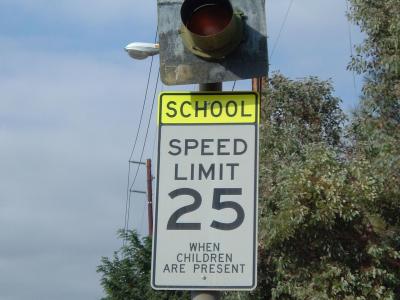 SCHOOL
SPEED
LIMIT
25
WHEN
CHILDREN
ARE PRESENT